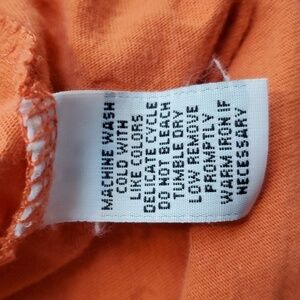 MACHINE WASH
COLD WITH
LIKE COLORS
DELICATE CYCLE
DO NOT BLEACH
TUMBLE DRY
LOW REMOVE
PROMPTLY
WARM IRON IF
NECESSARY